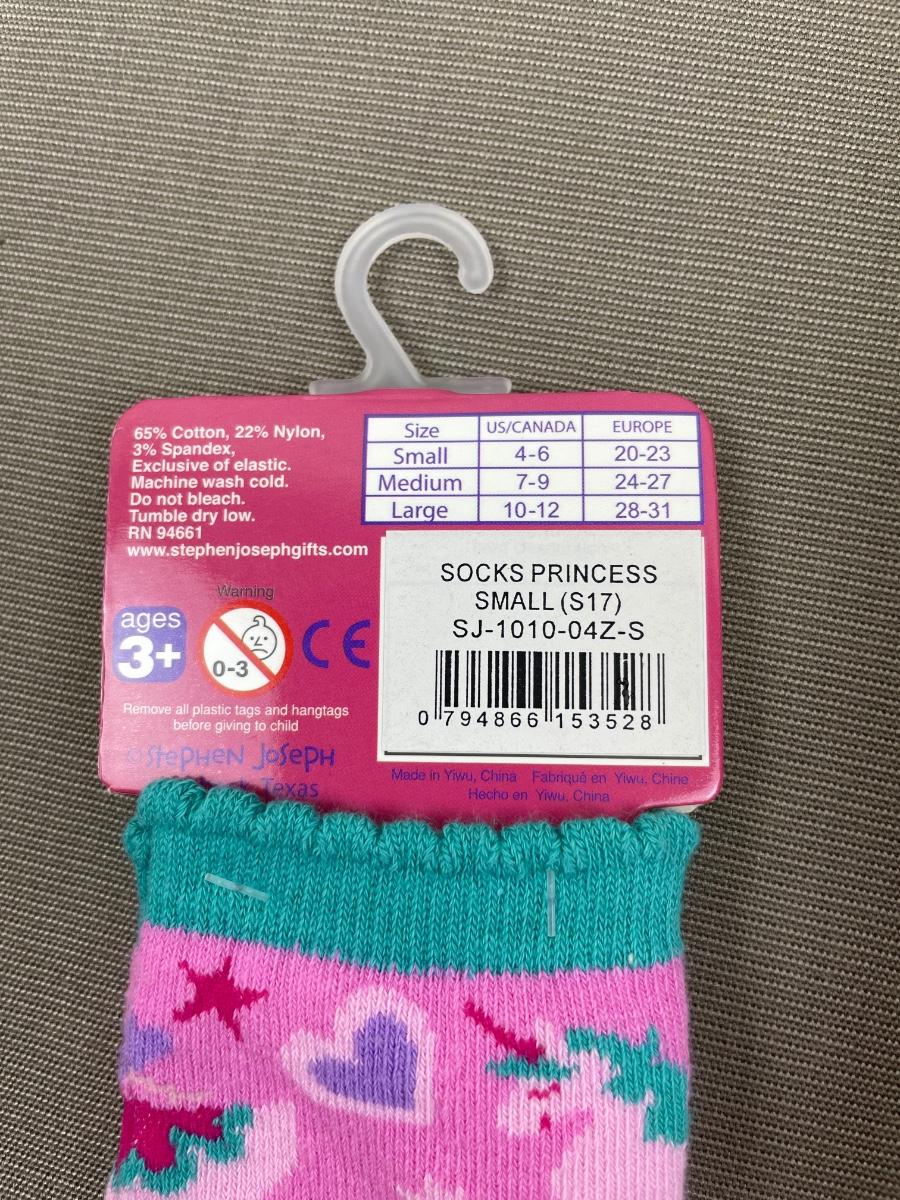 65% Cotton, 22% Nylon,
3% Spandex,
Exclusive of elastic.
Machine wash cold.
Do not bleach.
Tumble dry low.
RN 94661
www.stephenjosephgifts.com
Size US/CANADA EUROPE
Small 4-6 20-23
Medium 7-9 24-27
Large 10-12 28-31
Warning
ages
3+
0-3
CE
Remove all plastic tags and hangtags
before giving to child
©Stephen Joseph
Texas
SOCKS PRINCESS
SMALL (S17)
SJ-1010-04Z-S
0 794866 153528
Made in Yiwu, China Fabriqué en Yiwu, Chine
Hecho en Yiwu, China